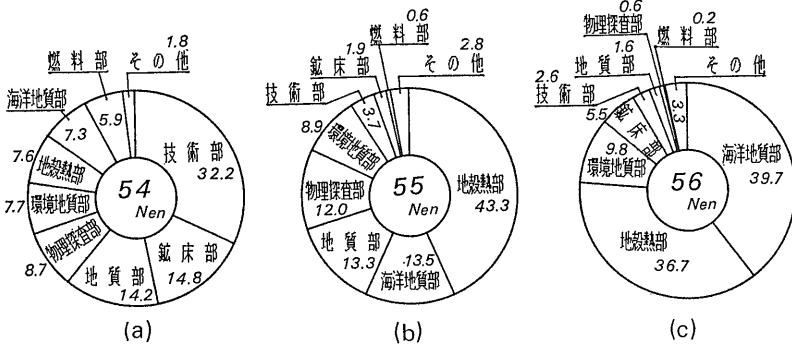 1.8
燃料部 その他
海洋地質部
7.3
5.9
技術部
32.2
7.6
地殻熱部
7.7
環境地質部
8.7
物理探査部
地質部
14.2
鉱床部
14.8
54
Nen
(a)
0.6
燃料部
1.9
2.8
鉱床部
その他
技術部
3.7
8.9
環境地質部
物理探査部
12.0
地質部
13.3
13.5
海洋地質部
地殻熱部
43.3
55
Nen
(b)
0.6
0.2
物理探査部
燃料部
1.6
地質部
その他
2.6
技術部
5.5
鉱床部
3.3
9.8
環境地質部
海洋地質部
39.7
地殻熱部
36.7
56
Nen
(c)